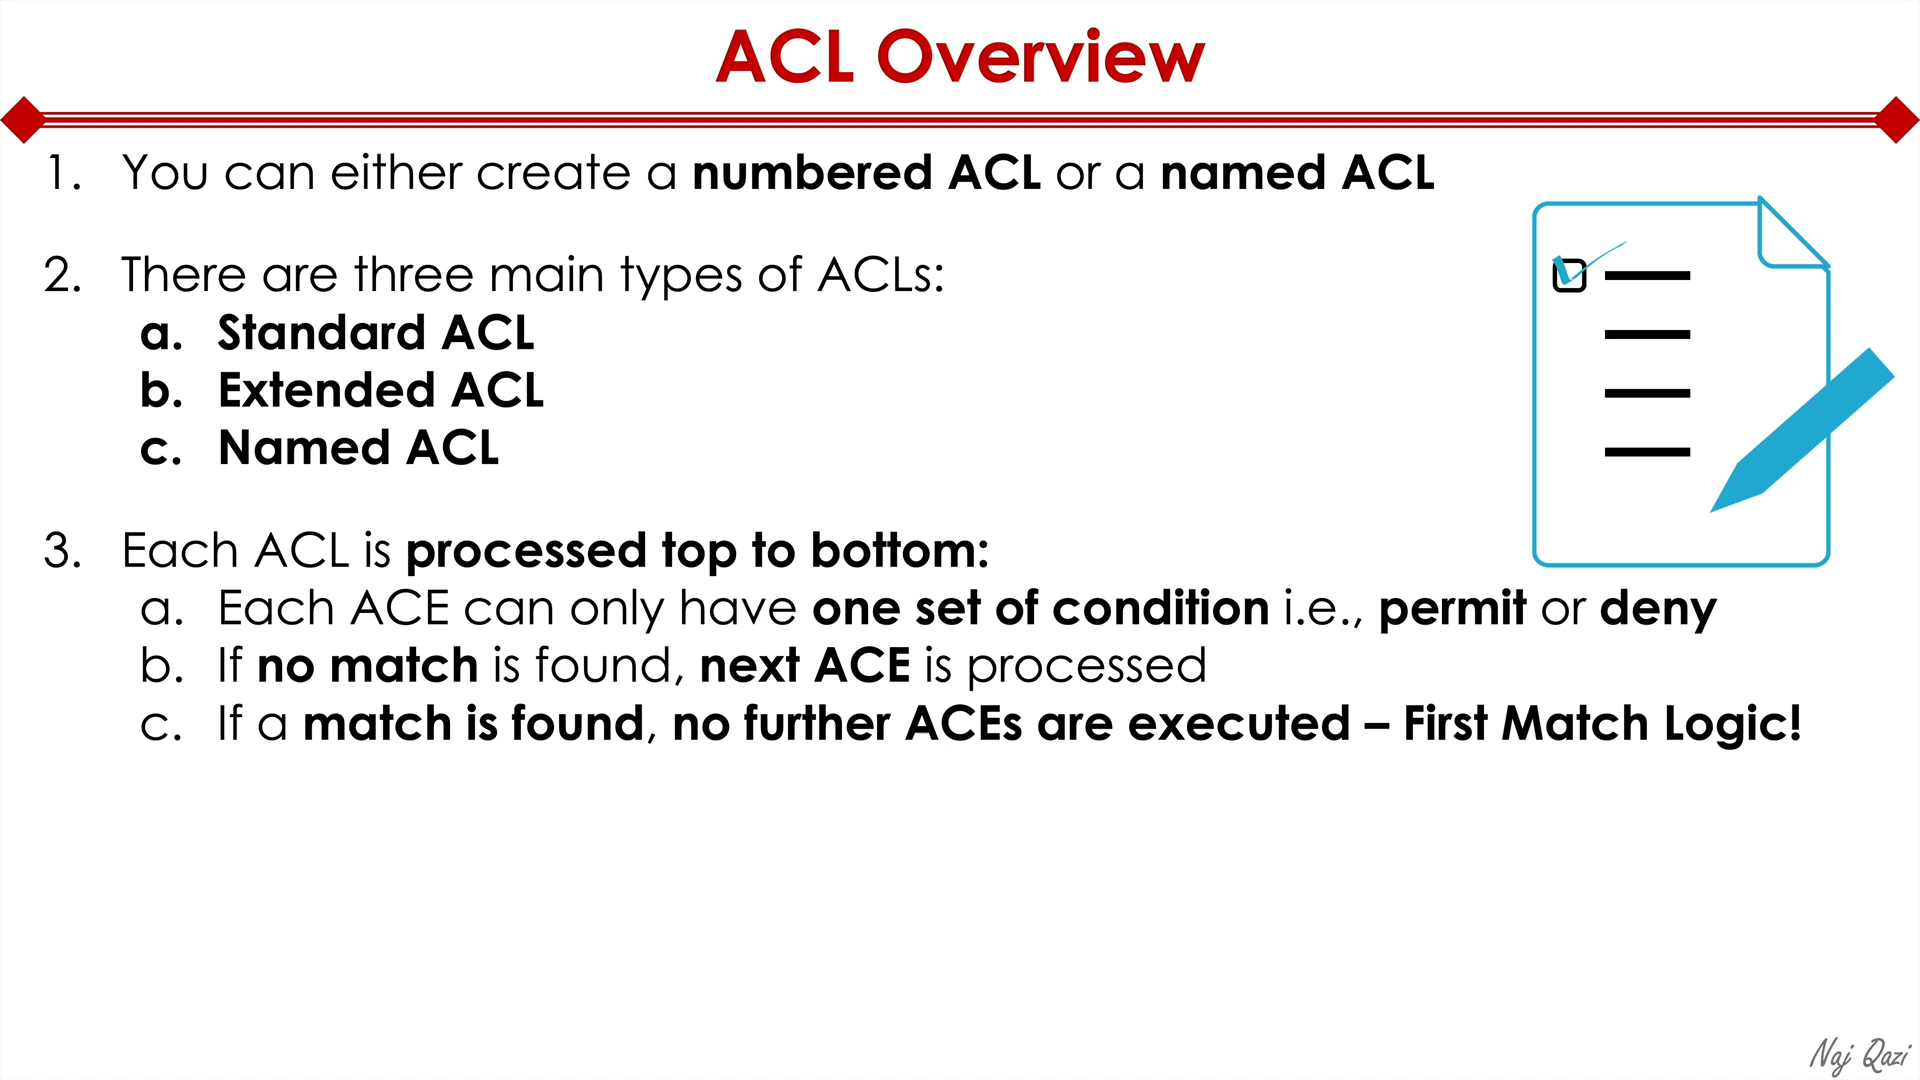 ACL Overview
1. You can either create a numbered ACL or a named ACL
2. There are three main types of ACLs:
a. Standard ACL
b. Extended ACL
c. Named ACL
3. Each ACL is processed top to bottom:
a. Each ACE can only have one set of condition i.e., permit or deny
b. If no match is found, next ACE is processed
c. If a match is found, no further ACEs are executed – First Match Logic!
Naj Qazi